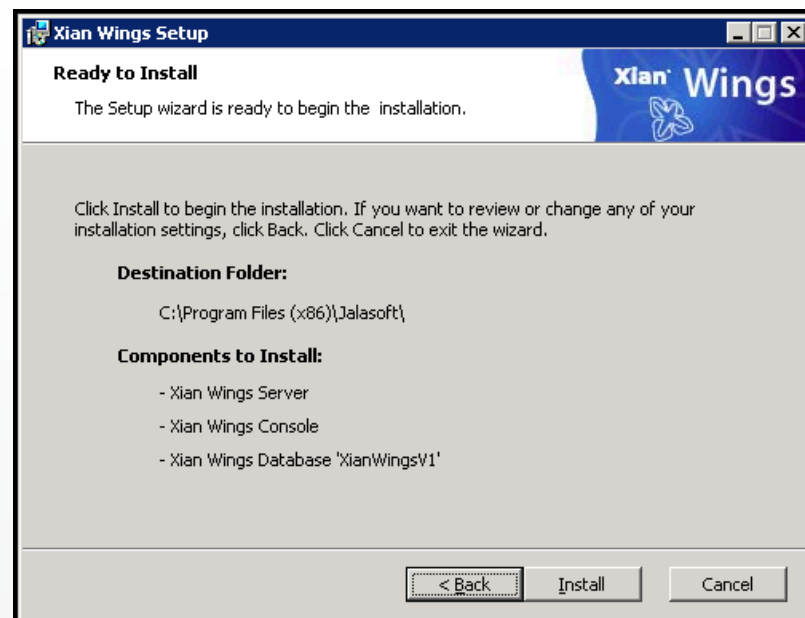 Xian Wings Setup
Ready to Install
The Setup wizard is ready to begin the installation.
Xian Wings
Click Install to begin the installation. If you want to review or change any of your
installation settings, click Back. Click Cancel to exit the wizard.
Destination Folder:
C:\Program Files (x86)\Jalasoft\
Components to Install:
- Xian Wings Server
- Xian Wings Console
- Xian Wings Database 'XianWingsV1'
< Back
Install
Cancel